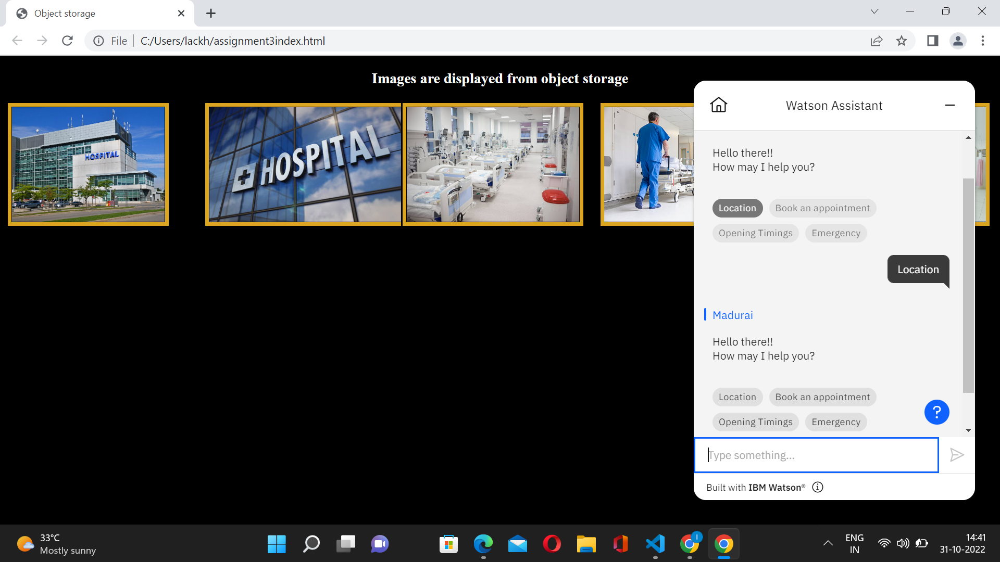 Object storage
File
C:/Users/lackh/assignment3index.html
Images are displayed from object storage
HOSPITAL
HOSPITAL
Watson Assistant
Hello there!!
How may I help you?
Location
Book an appointment
Opening Timings
Emergency
Location
Madurai
Hello there!!
How may I help you?
Location
Book an appointment
Opening Timings
Emergency
?
Type something...
Built with IBM Watson®
33°C
Mostly sunny
ENG
IN
14:41
31-10-2022